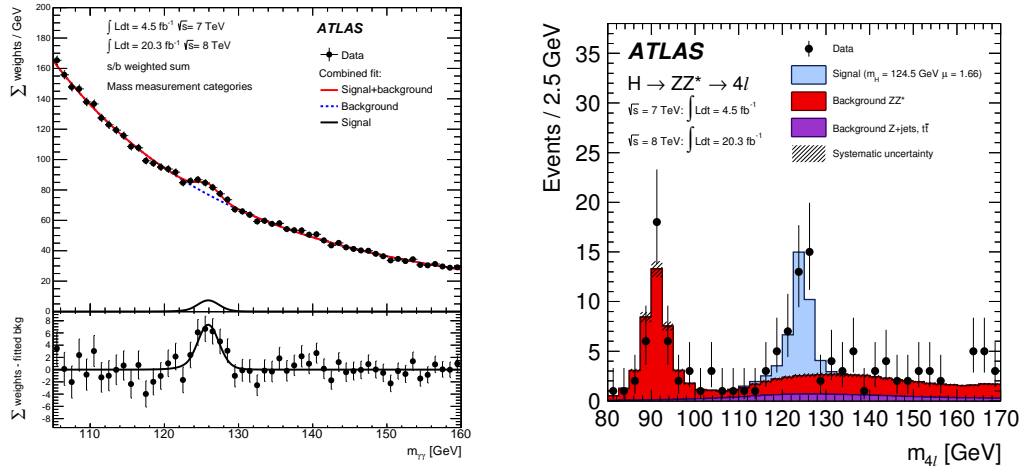 ∫ Ldt = 4.5 fb⁻¹ √s = 7 TeV
∫ Ldt = 20.3 fb⁻¹ √s = 8 TeV
s/b weighted sum
Mass measurement categories
ATLAS
Data
Combined fit:
Signal+background
Background
Signal
∑ weights / GeV
180
160
140
120
100
80
60
40
20
0
∑ weights - fitted bkg
8
6
4
2
0
-2
-4
-6
-8
110 120 130 140 150 160
m_γγ [GeV]
ATLAS
H → ZZ* → 4l
√s = 7 TeV: ∫ Ldt = 4.5 fb⁻¹
√s = 8 TeV: ∫ Ldt = 20.3 fb⁻¹
Data
Signal (m_H = 124.5 GeV μ = 1.66)
Background ZZ*
Background Z+jets, tt̄
Systematic uncertainty
Events / 2.5 GeV
35
30
25
20
15
10
5
0
80 90 100 110 120 130 140 150 160 170
m_4l [GeV]